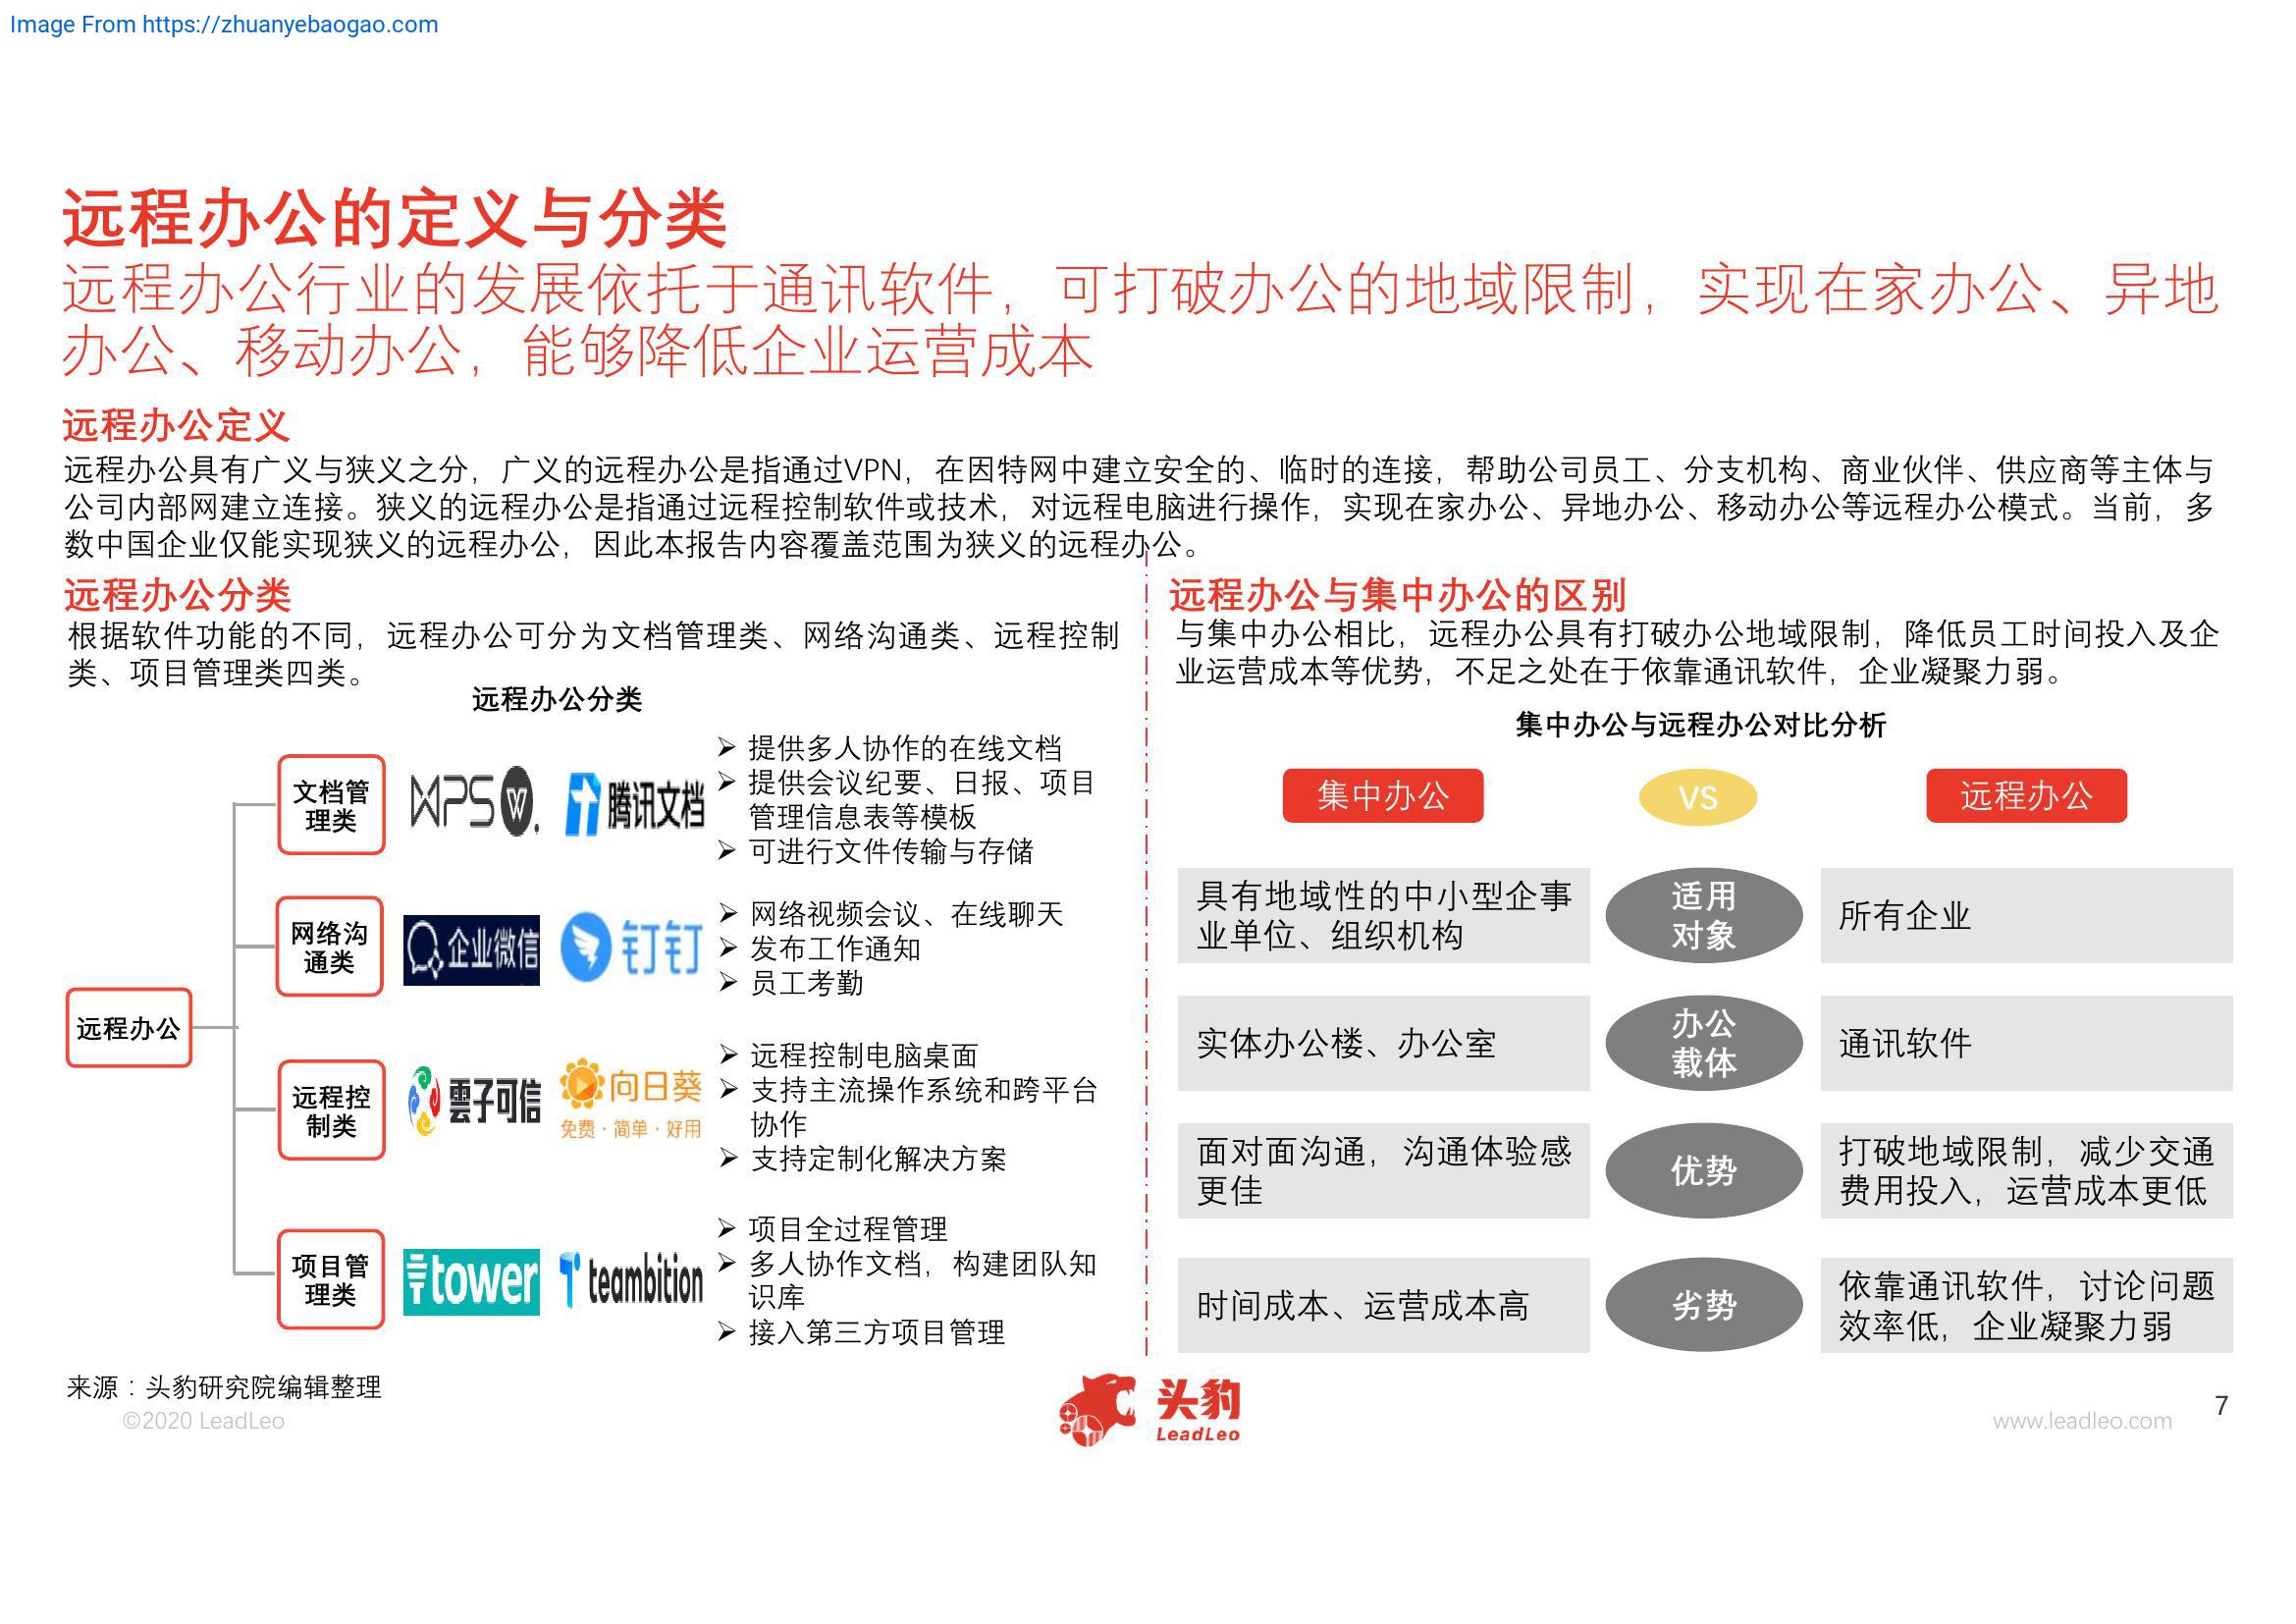 Image From https://zhuanyebaogao.com
远程办公的定义与分类
远程办公行业的发展依托于通讯软件，可打破办公的地域限制，实现在家办公、异地
办公、移动办公，能够降低企业运营成本
远程办公定义
远程办公具有广义与狭义之分，广义的远程办公是指通过VPN，在因特网中建立安全的、临时的连接，帮助公司员工、分支机构、商业伙伴、供应商等主体与
公司内部网建立连接。狭义的远程办公是指通过远程控制软件或技术，对远程电脑进行操作，实现在家办公、异地办公、移动办公等远程办公模式。当前，多
数中国企业仅能实现狭义的远程办公，因此本报告内容覆盖范围为狭义的远程办公。
远程办公分类
根据软件功能的不同，远程办公可分为文档管理类、网络沟通类、远程控制
类、项目管理类四类。
远程办公分类
远程办公
文档管
理类
WPS W.
腾讯文档
➢ 提供多人协作的在线文档
➢ 提供会议纪要、日报、项目
管理信息表等模板
➢ 可进行文件传输与存储
网络沟
通类
企业微信
钉钉
➢ 网络视频会议、在线聊天
➢ 发布工作通知
➢ 员工考勤
远程控
制类
雲子可信
向日葵
免费·简单·好用
➢ 远程控制电脑桌面
➢ 支持主流操作系统和跨平台
协作
➢ 支持定制化解决方案
项目管
理类
tower
teambition
➢ 项目全过程管理
➢ 多人协作文档，构建团队知
识库
➢ 接入第三方项目管理
远程办公与集中办公的区别
与集中办公相比，远程办公具有打破办公地域限制，降低员工时间投入及企
业运营成本等优势，不足之处在于依靠通讯软件，企业凝聚力弱。
集中办公与远程办公对比分析
集中办公
VS
远程办公
具有地域性的中小型企事
业单位、组织机构
适用
对象
所有企业
实体办公楼、办公室
办公
载体
通讯软件
面对面沟通，沟通体验感
更佳
优势
打破地域限制，减少交通
费用投入，运营成本更低
时间成本、运营成本高
劣势
依靠通讯软件，讨论问题
效率低，企业凝聚力弱
来源：头豹研究院编辑整理
©2020 LeadLeo
头豹
LeadLeo
www.leadleo.com
7